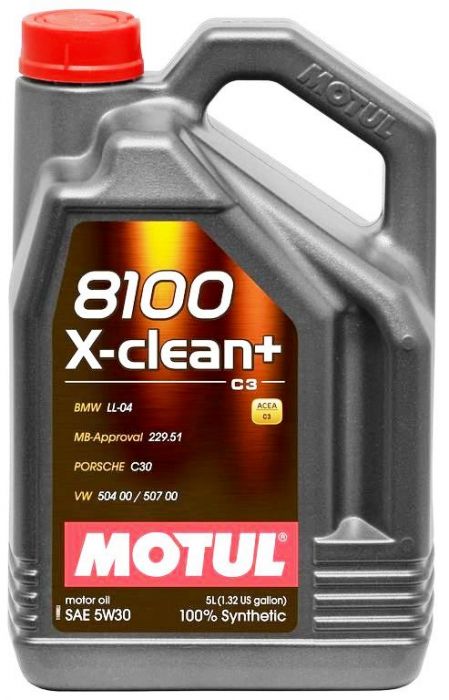 MOTUL
8100
X-clean+
C3
BMW LL-04
ACEA
C3
MB-Approval 229.51
PORSCHE C30
VW 504 00 / 507 00
MOTUL
motor oil
SAE 5W30
5L (1.32 US gallon)
100% Synthetic